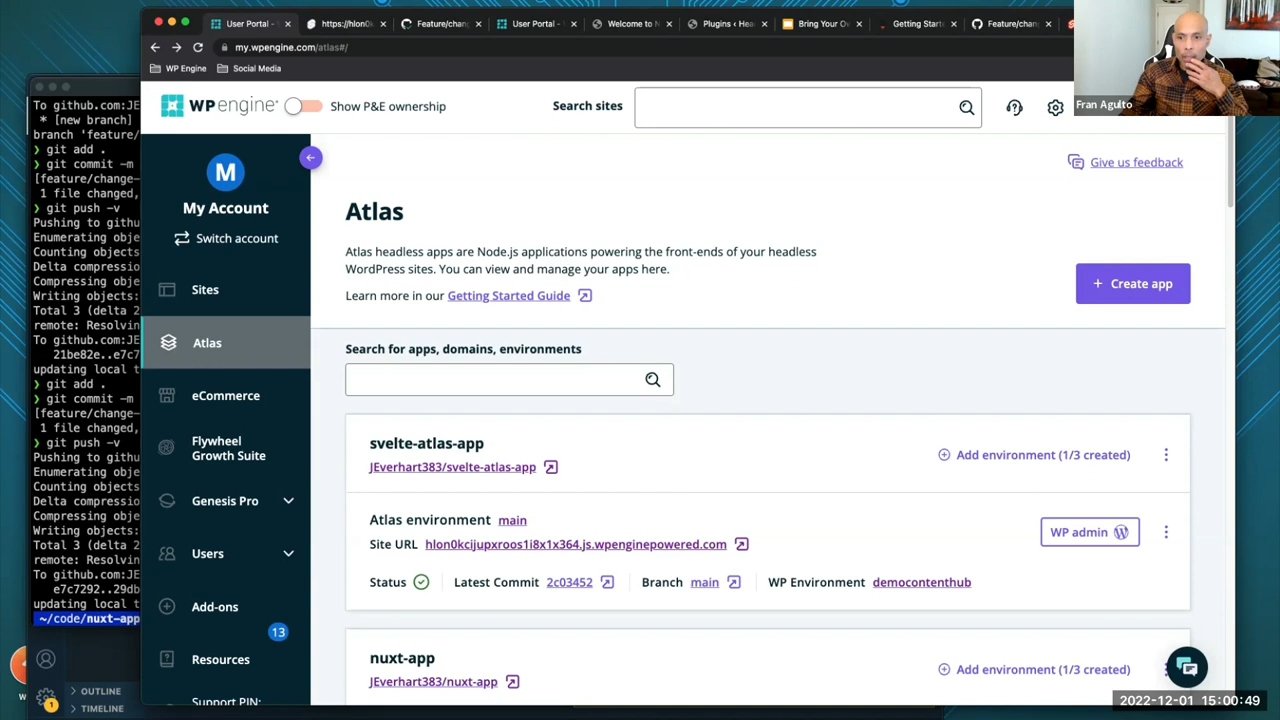 User Portal -
https://hlon0k
Feature/chang
User Portal -
Welcome to N
Plugins ‹ Hea
Bring Your Ow
Getting Starte
Feature/chan
my.wpengine.com/atlas#/
WP Engine
Social Media
Fran Agulto
WPengine
Show P&E ownership
Search sites
M
My Account
Switch account
Sites
Atlas
eCommerce
Flywheel
Growth Suite
Genesis Pro
Users
Add-ons
13
Resources
Support PIN:
Give us feedback
Atlas
Atlas headless apps are Node.js applications powering the front-ends of your headless
WordPress sites. You can view and manage your apps here.
Learn more in our Getting Started Guide
+ Create app
Search for apps, domains, environments
svelte-atlas-app
JEverhart383/svelte-atlas-app
Add environment (1/3 created)
Atlas environment main
Site URL hlon0kcijupxroos1i8x1x364.js.wpenginepowered.com
WP admin
Status Latest Commit 2c03452 Branch main WP Environment democontenthub
nuxt-app
JEverhart383/nuxt-app
Add environment (1/3 created)
To github.com:JE
* [new branch]
branch 'feature/
❯ git add .
❯ git commit -m
[feature/change-
1 file changed,
❯ git push -v
Pushing to githu
Enumerating obje
Counting objects
Delta compressio
Compressing obje
Writing objects:
Total 3 (delta 2
remote: Resolvin
To github.com:JE
21be82e..e7c7
updating local t
❯ git add .
❯ git commit -m
[feature/change-
1 file changed,
❯ git push -v
Pushing to githu
Enumerating obje
Counting objects
Delta compressio
Compressing obje
Writing objects:
Total 3 (delta 2
remote: Resolvin
To github.com:JE
e7c7292..29db
updating local t
~/code/nuxt-app
1
> OUTLINE
> TIMELINE
2022-12-01 15:00:49